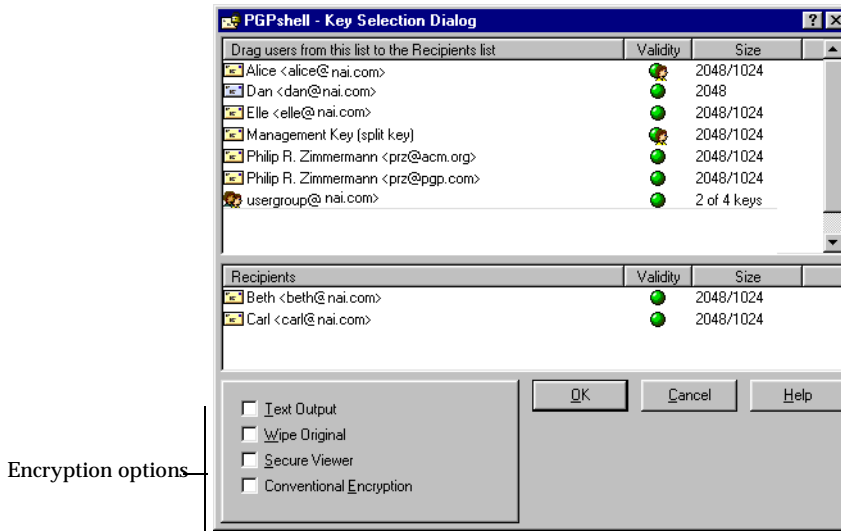 PGPshell - Key Selection Dialog
Drag users from this list to the Recipients list Validity Size
Alice <alice@ nai.com> 2048/1024
Dan <dan@nai.com> 2048
Elle <elle@ nai.com> 2048/1024
Management Key (split key) 2048/1024
Philip R. Zimmermann <prz@acm.org> 2048/1024
Philip R. Zimmermann <prz@pgp.com> 2048/1024
usergroup@ nai.com> 2 of 4 keys
Recipients Validity Size
Beth <beth@ nai.com> 2048/1024
Carl <carl@ nai.com> 2048/1024
OK Cancel Help
Text Output
Wipe Original
Secure Viewer
Conventional Encryption
Encryption options